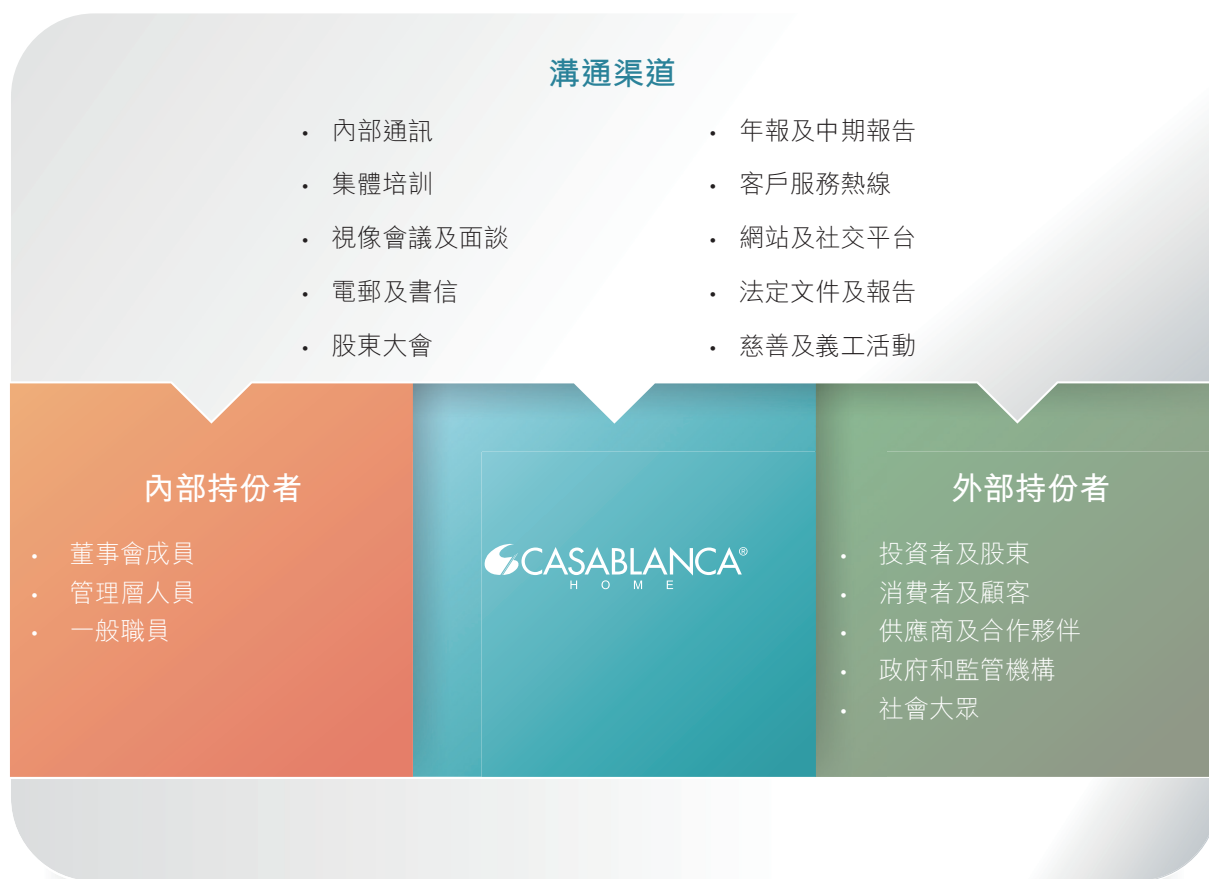 溝通渠道
• 內部通訊
• 集體培訓
• 視像會議及面談
• 電郵及書信
• 股東大會
• 年報及中期報告
• 客戶服務熱線
• 網站及社交平台
• 法定文件及報告
• 慈善及義工活動
內部持份者
• 董事會成員
• 管理層人員
• 一般職員
CASABLANCA®
HOME
外部持份者
• 投資者及股東
• 消費者及顧客
• 供應商及合作夥伴
• 政府和監管機構
• 社會大眾